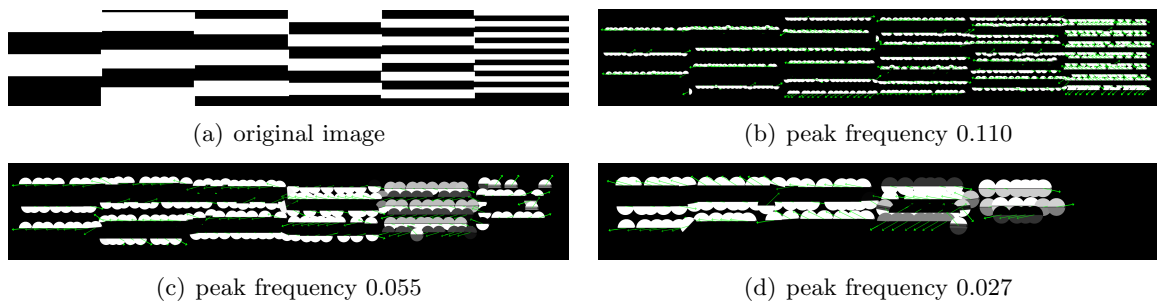 (a) original image
(b) peak frequency 0.110
(c) peak frequency 0.055
(d) peak frequency 0.027